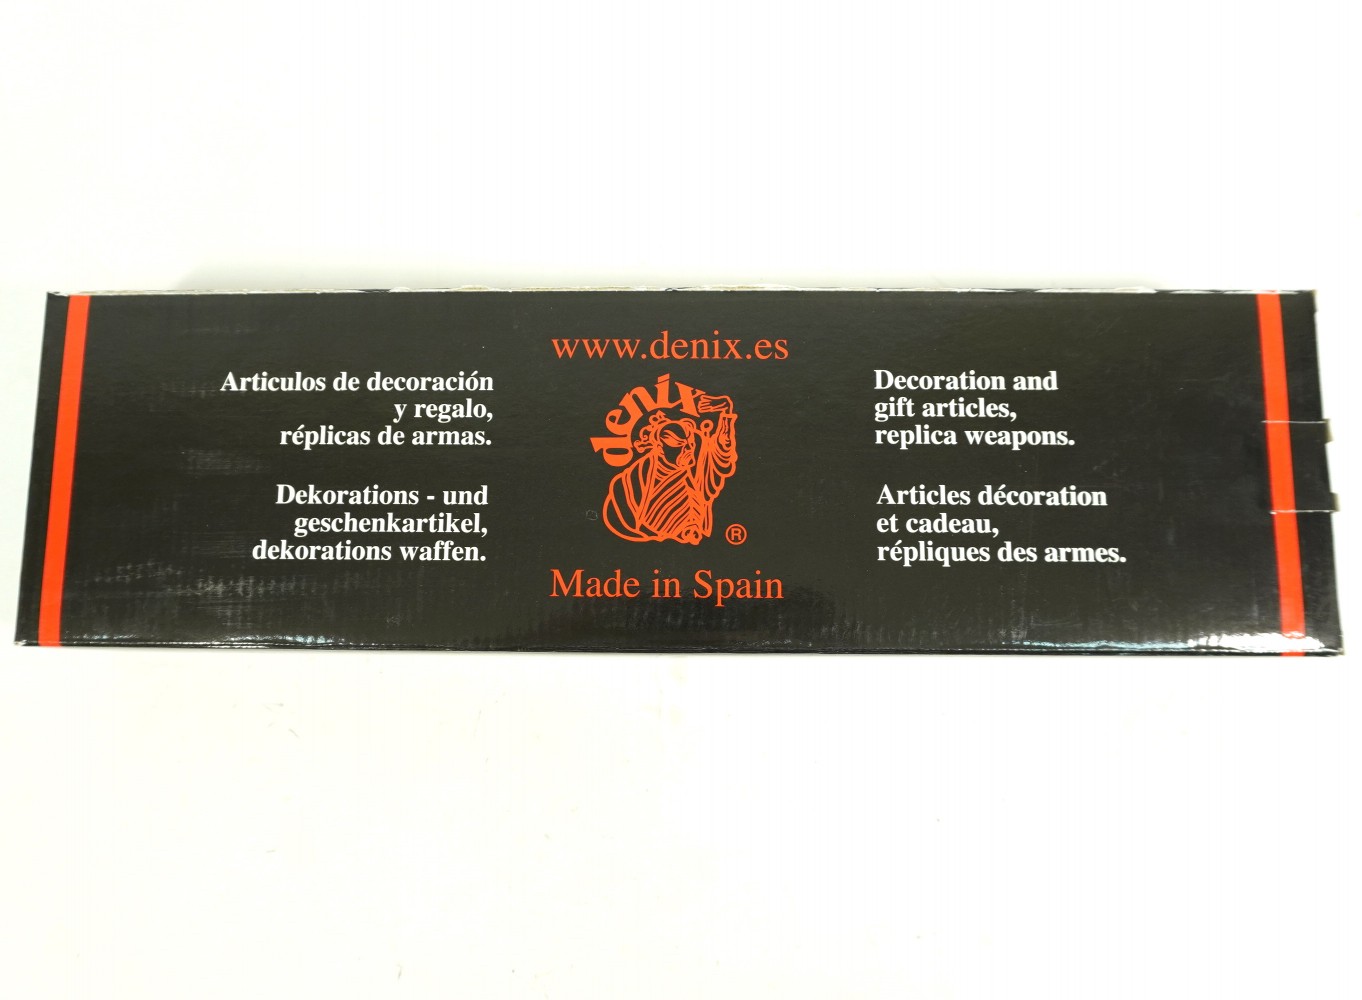 www.denix.es
Articulos de decoración
y regalo,
réplicas de armas.
Dekorations - und
geschenkartikel,
dekorations waffen.
denix
®
Made in Spain
Decoration and
gift articles,
replica weapons.
Articles décoration
et cadeau,
répliques des armes.